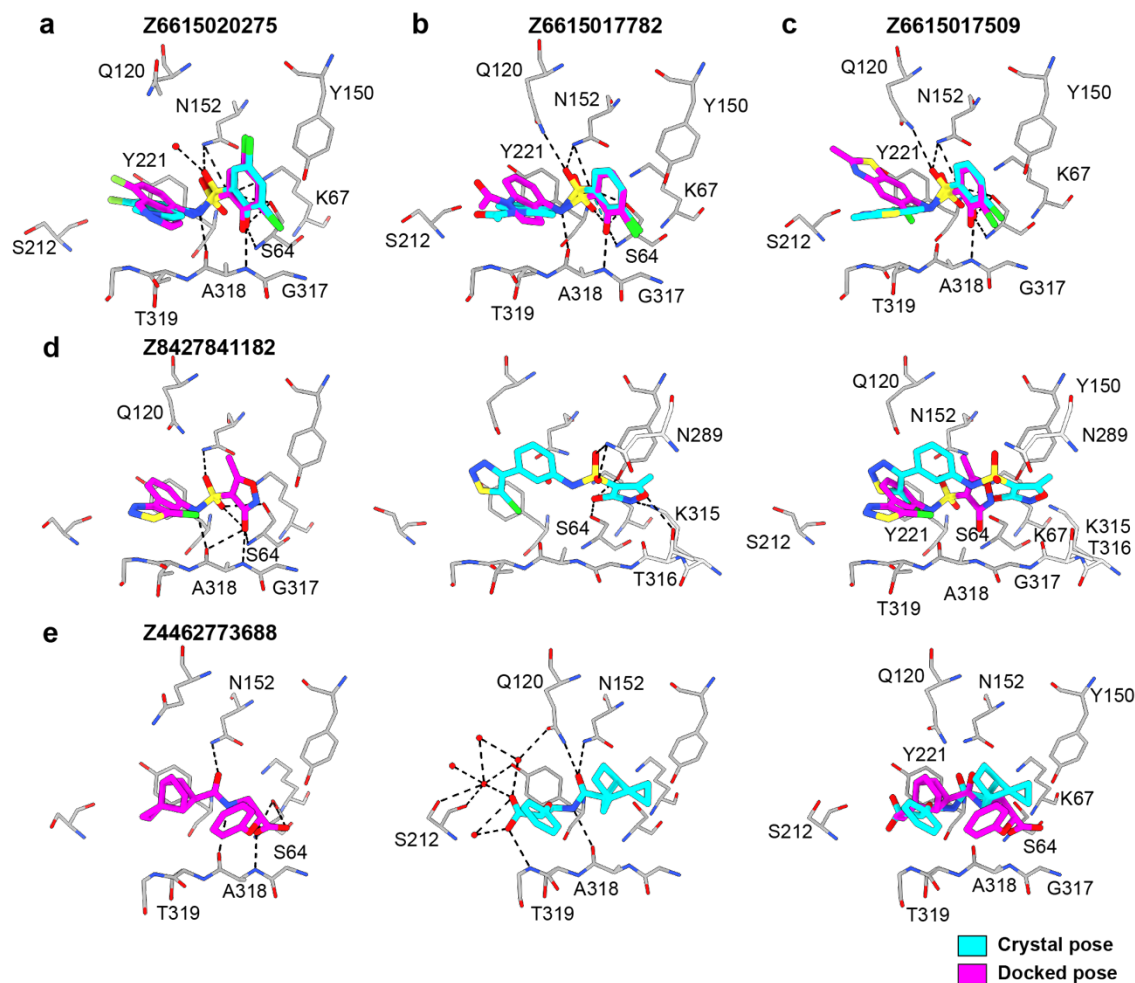 a Z6615020275
Q120
Y150
N152
Y221
K67
S212
S64
A318
G317
T319
b Z6615017782
Q120
N152
Y150
Y221
K67
S212
S64
A318
G317
T319
c Z6615017509
Q120
N152
Y150
Y221
K67
S212
S64
A318
G317
T319
d Z8427841182
Q120
S64
A318
G317
N289
S64
K315
T316
S212
Q120
Y150
N152
N289
S212
Y221
S64
K67
K315
T316
G317
A318
T319
e Z4462773688
N152
S64
A318
T319
Q120
N152
S212
A318
T319
Q120
N152
Y150
Y221
K67
S212
S64
A318
G317
T319
Crystal pose
Docked pose